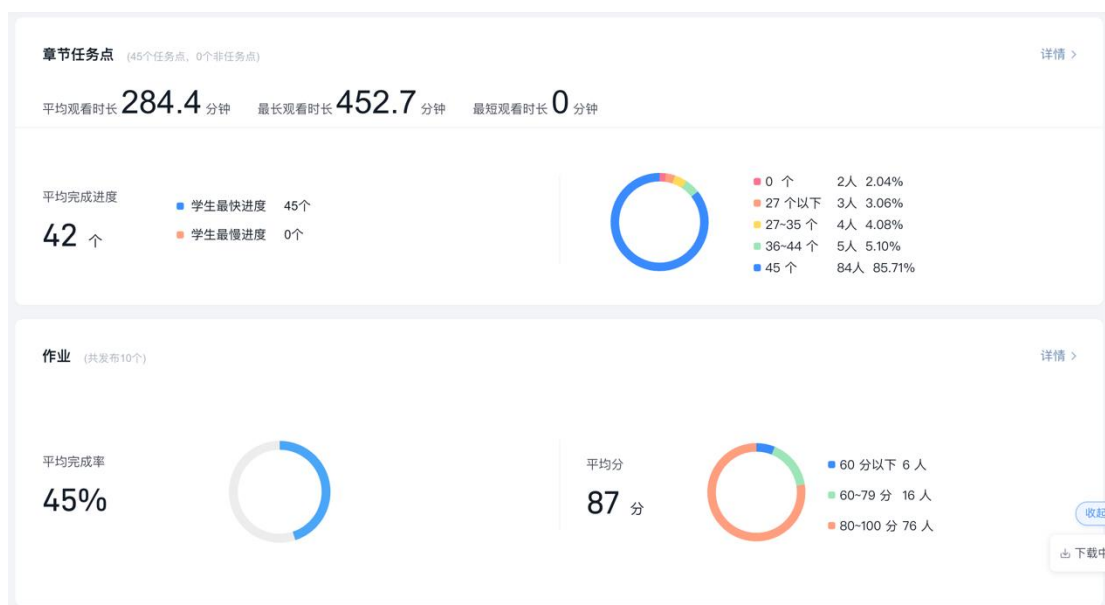 章节任务点 (45个任务点，0个非任务点) 详情 >
平均观看时长 284.4 分钟 最长观看时长 452.7 分钟 最短观看时长 0 分钟
平均完成进度
42 个
学生最快进度 45个
学生最慢进度 0个
0 个 2人 2.04%
27 个以下 3人 3.06%
27~35 个 4人 4.08%
36~44 个 5人 5.10%
45 个 84人 85.71%
作业 (共发布10个) 详情 >
平均完成率
45%
平均分
87 分
60 分以下 6 人
60~79 分 16 人
80~100 分 76 人
收起
下载中